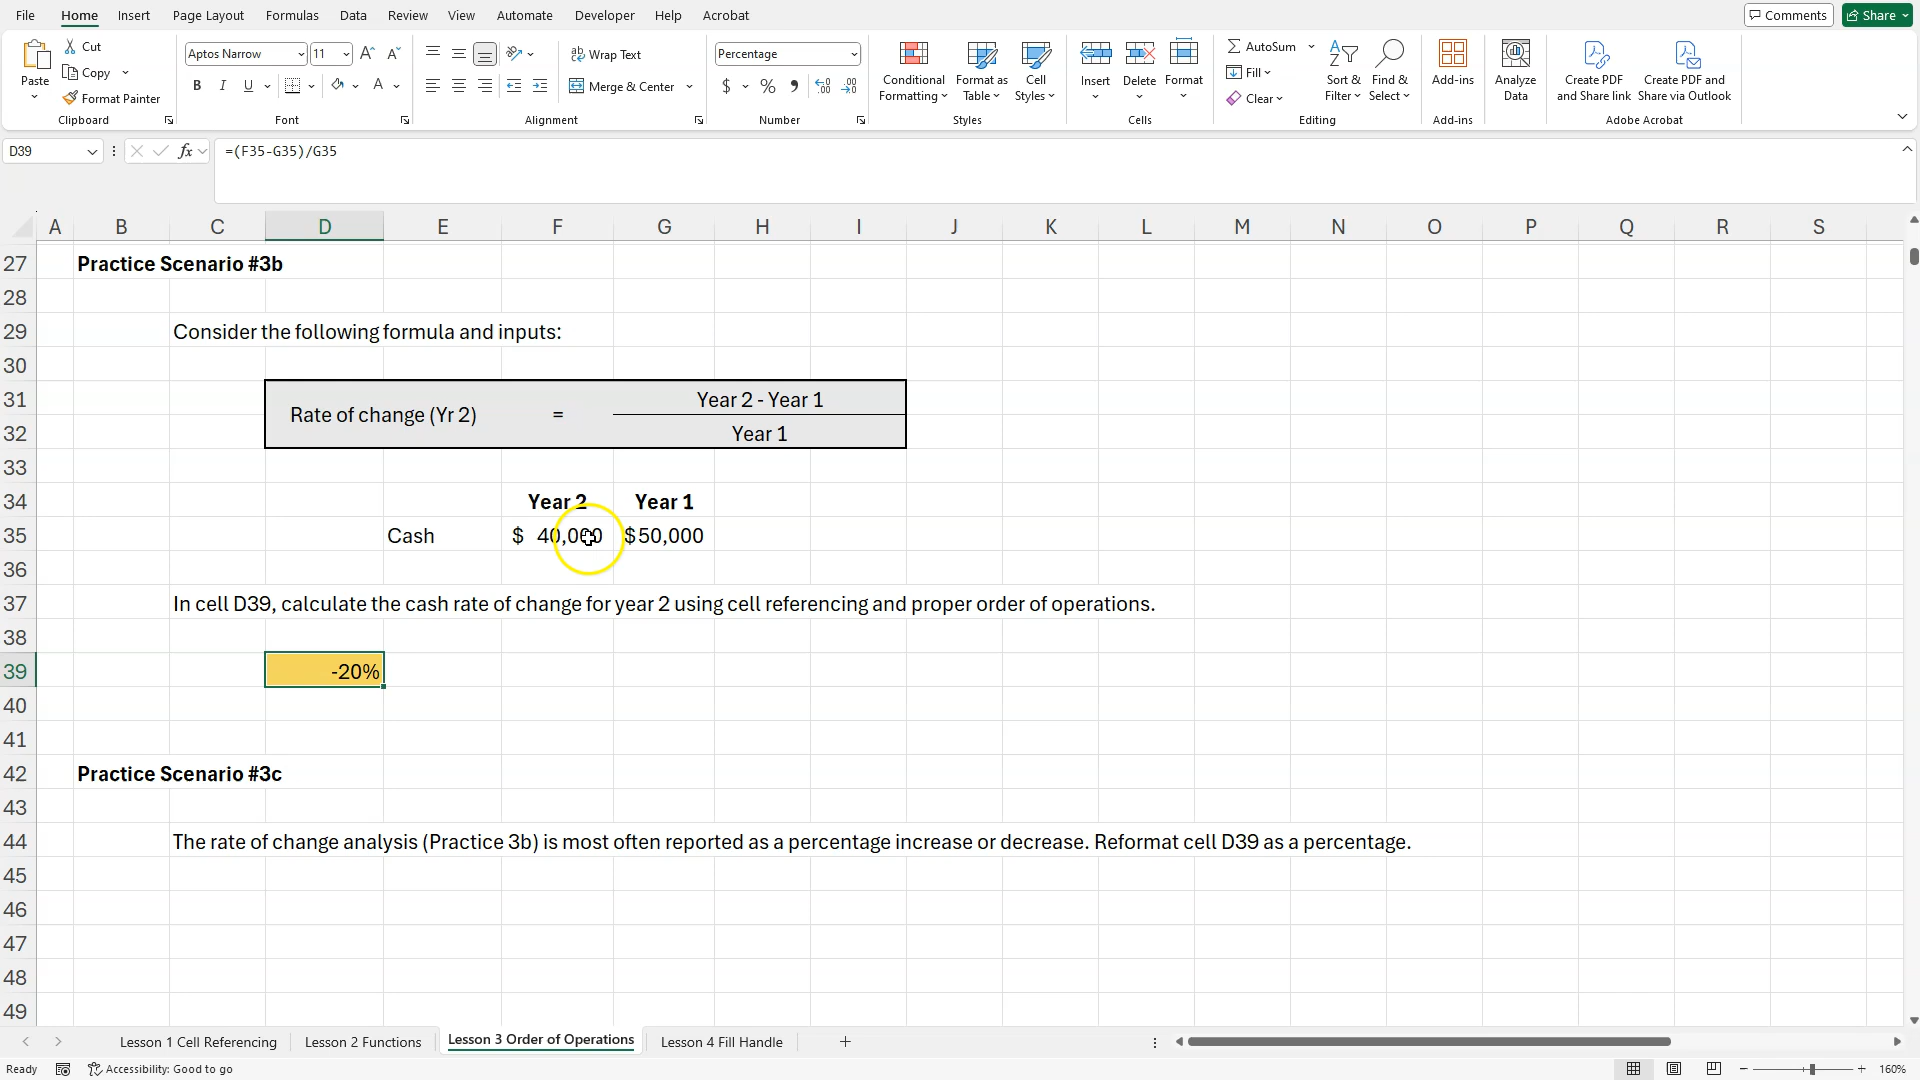 File Home Insert Page Layout Formulas Data Review View Automate Developer Help Acrobat Comments Share
Paste
Cut
Copy
Format Painter
Clipboard
Aptos Narrow 11
B I U A
Font
ab Wrap Text
Merge & Center
Alignment
Percentage
$ % 9
Number
Conditional Formatting
Format as Table
Cell Styles
Styles
Insert
Delete
Format
Cells
AutoSum
Fill
Clear
Sort & Filter
Find & Select
Editing
Add-ins
Add-ins
Analyze Data
Create PDF and Share link
Create PDF and Share via Outlook
Adobe Acrobat
D39 fx =(F35-G35)/G35
A B C D E F G H I J K L M N O P Q R S
27 Practice Scenario #3b
28
29 Consider the following formula and inputs:
30
31 Year 2 - Year 1
Rate of change (Yr 2) =
32 Year 1
33
34 Year 2 Year 1
35 Cash $ 40,000 $50,000
36
37 In cell D39, calculate the cash rate of change for year 2 using cell referencing and proper order of operations.
38
39 -20%
40
41
42 Practice Scenario #3c
43
44 The rate of change analysis (Practice 3b) is most often reported as a percentage increase or decrease. Reformat cell D39 as a percentage.
45
46
47
48
49
Lesson 1 Cell Referencing Lesson 2 Functions Lesson 3 Order of Operations Lesson 4 Fill Handle
Ready Accessibility: Good to go 160%